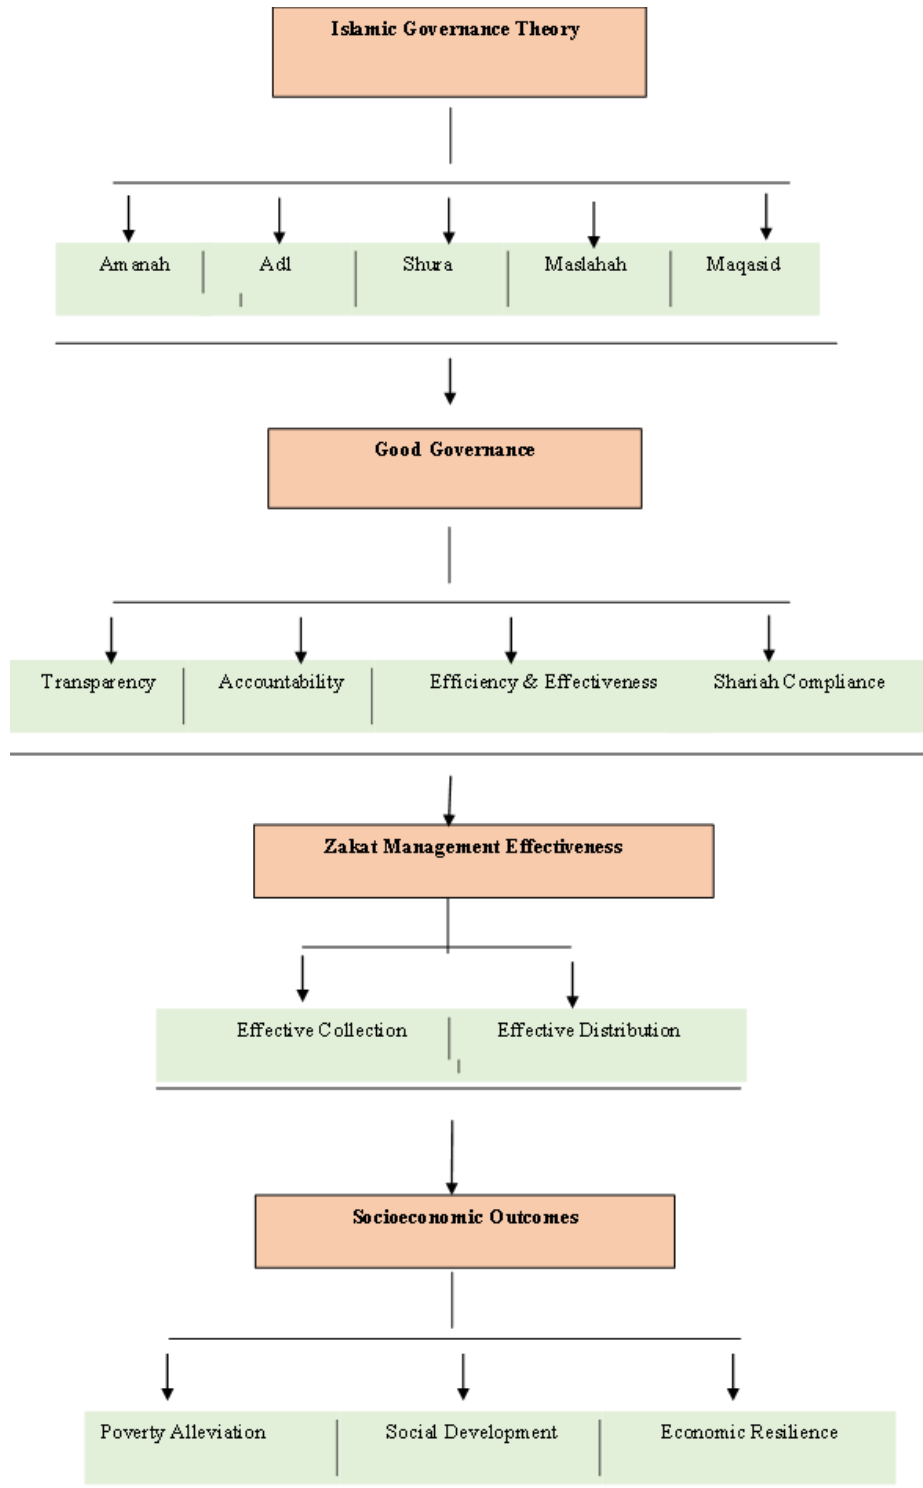 Islamic Governance Theory
Amanah
Adl
Shura
Maslahah
Maqasid
Good Governance
Transparency
Accountability
Efficiency & Effectiveness
Shariah Compliance
Zakat Management Effectiveness
Effective Collection
Effective Distribution
Socioeconomic Outcomes
Poverty Alleviation
Social Development
Economic Resilience